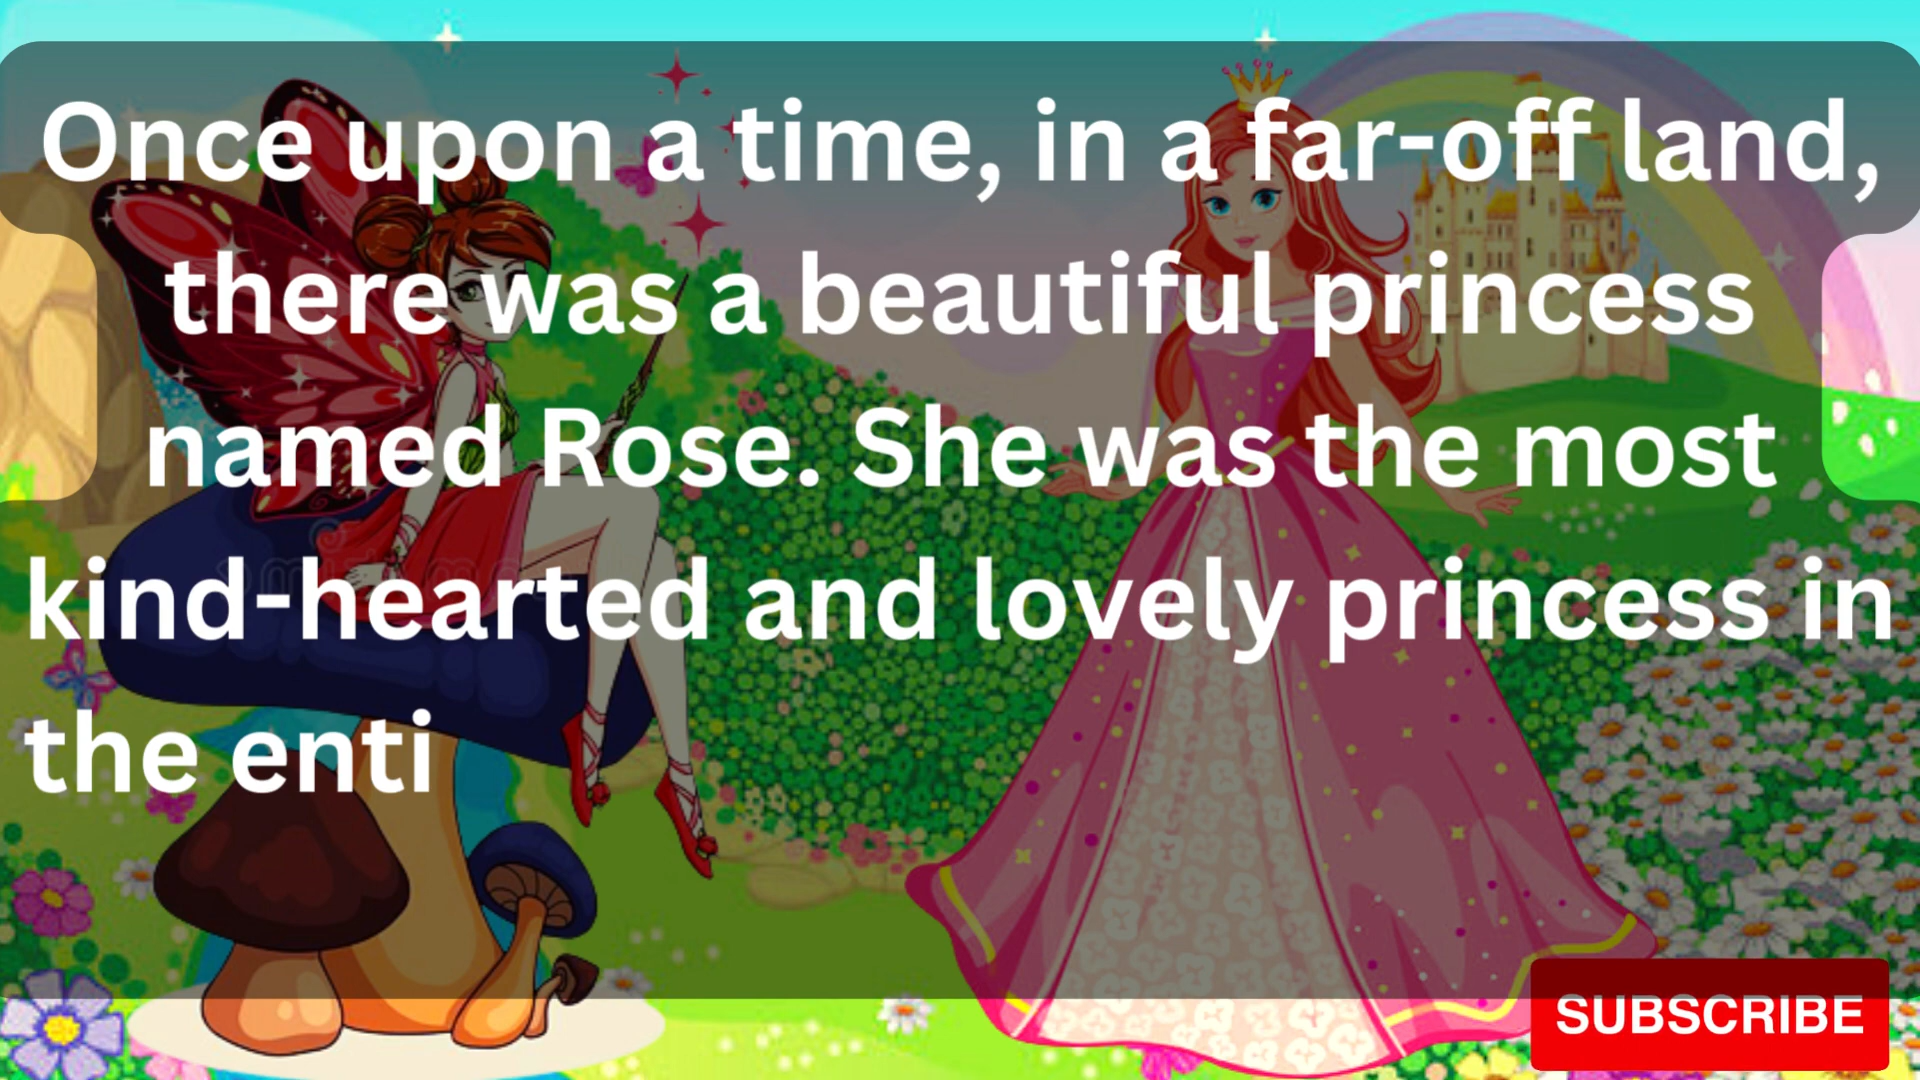 Once upon a time, in a far-off land,
there was a beautiful princess
named Rose. She was the most
kind-hearted and lovely princess in
the enti
SUBSCRIBE